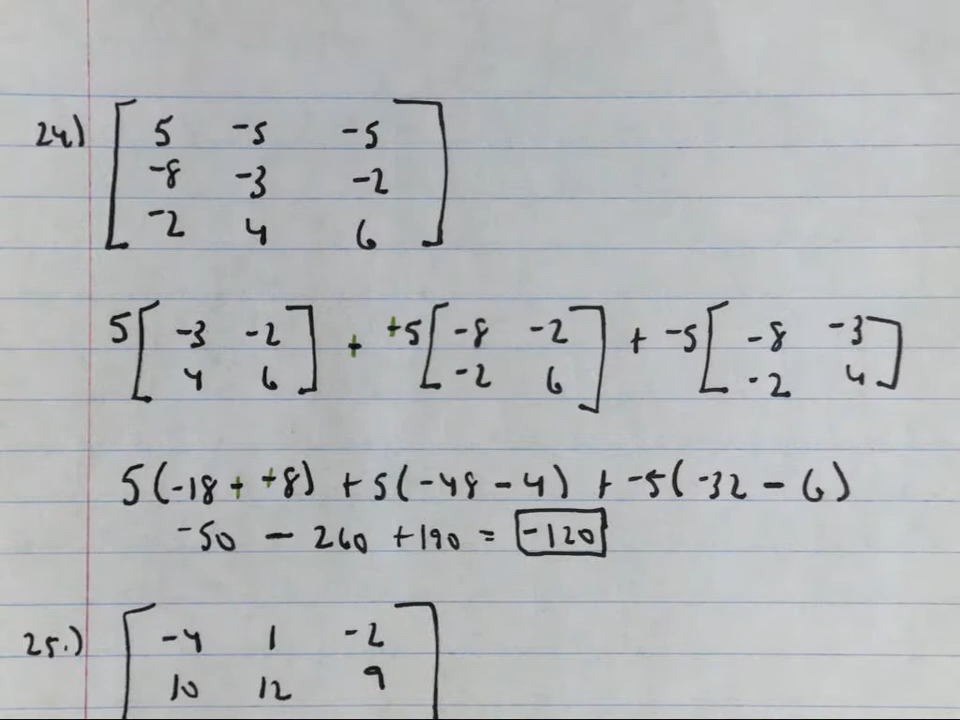 24.) 5 -5 -5
-8 -3 -2
-2 4 6
5[ -3 -2 ] + +5[ -8 -2 ] + -5[ -8 -3 ]
[ 4 6 ] [ -2 6 ] [ -2 4 ]
5(-18 + +8) + 5(-48 - 4) + -5(-32 - 6)
-50 - 260 + 190 = -120
25.) -4 1 -2
10 12 9